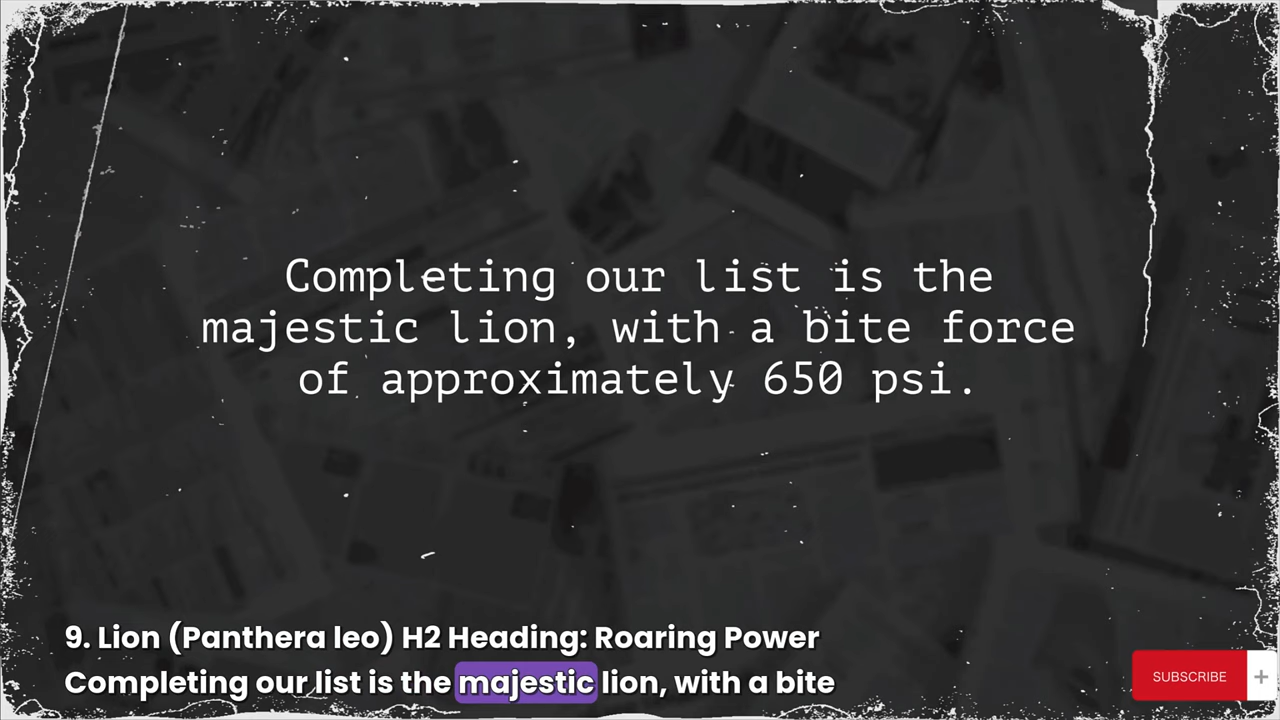 Completing our list is the
majestic lion, with a bite force
of approximately 650 psi.
9. Lion (Panthera leo) H2 Heading: Roaring Power
Completing our list is the majestic lion, with a bite
SUBSCRIBE +